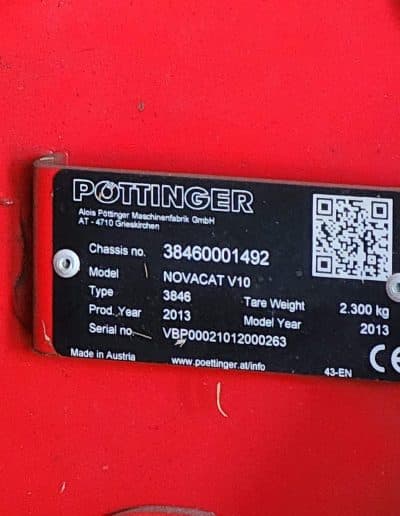 PÖTTINGER
Alois Pöttinger Maschinenfabrik GmbH
AT - 4710 Grieskirchen
Chassis no. 38460001492
Model NOVACAT V10
Type 3846 Tare Weight 2.300 kg
Prod. Year 2013 Model Year 2013
Serial no. VBP00021012000263
Made in Austria www.poettinger.at/info 43-EN CE